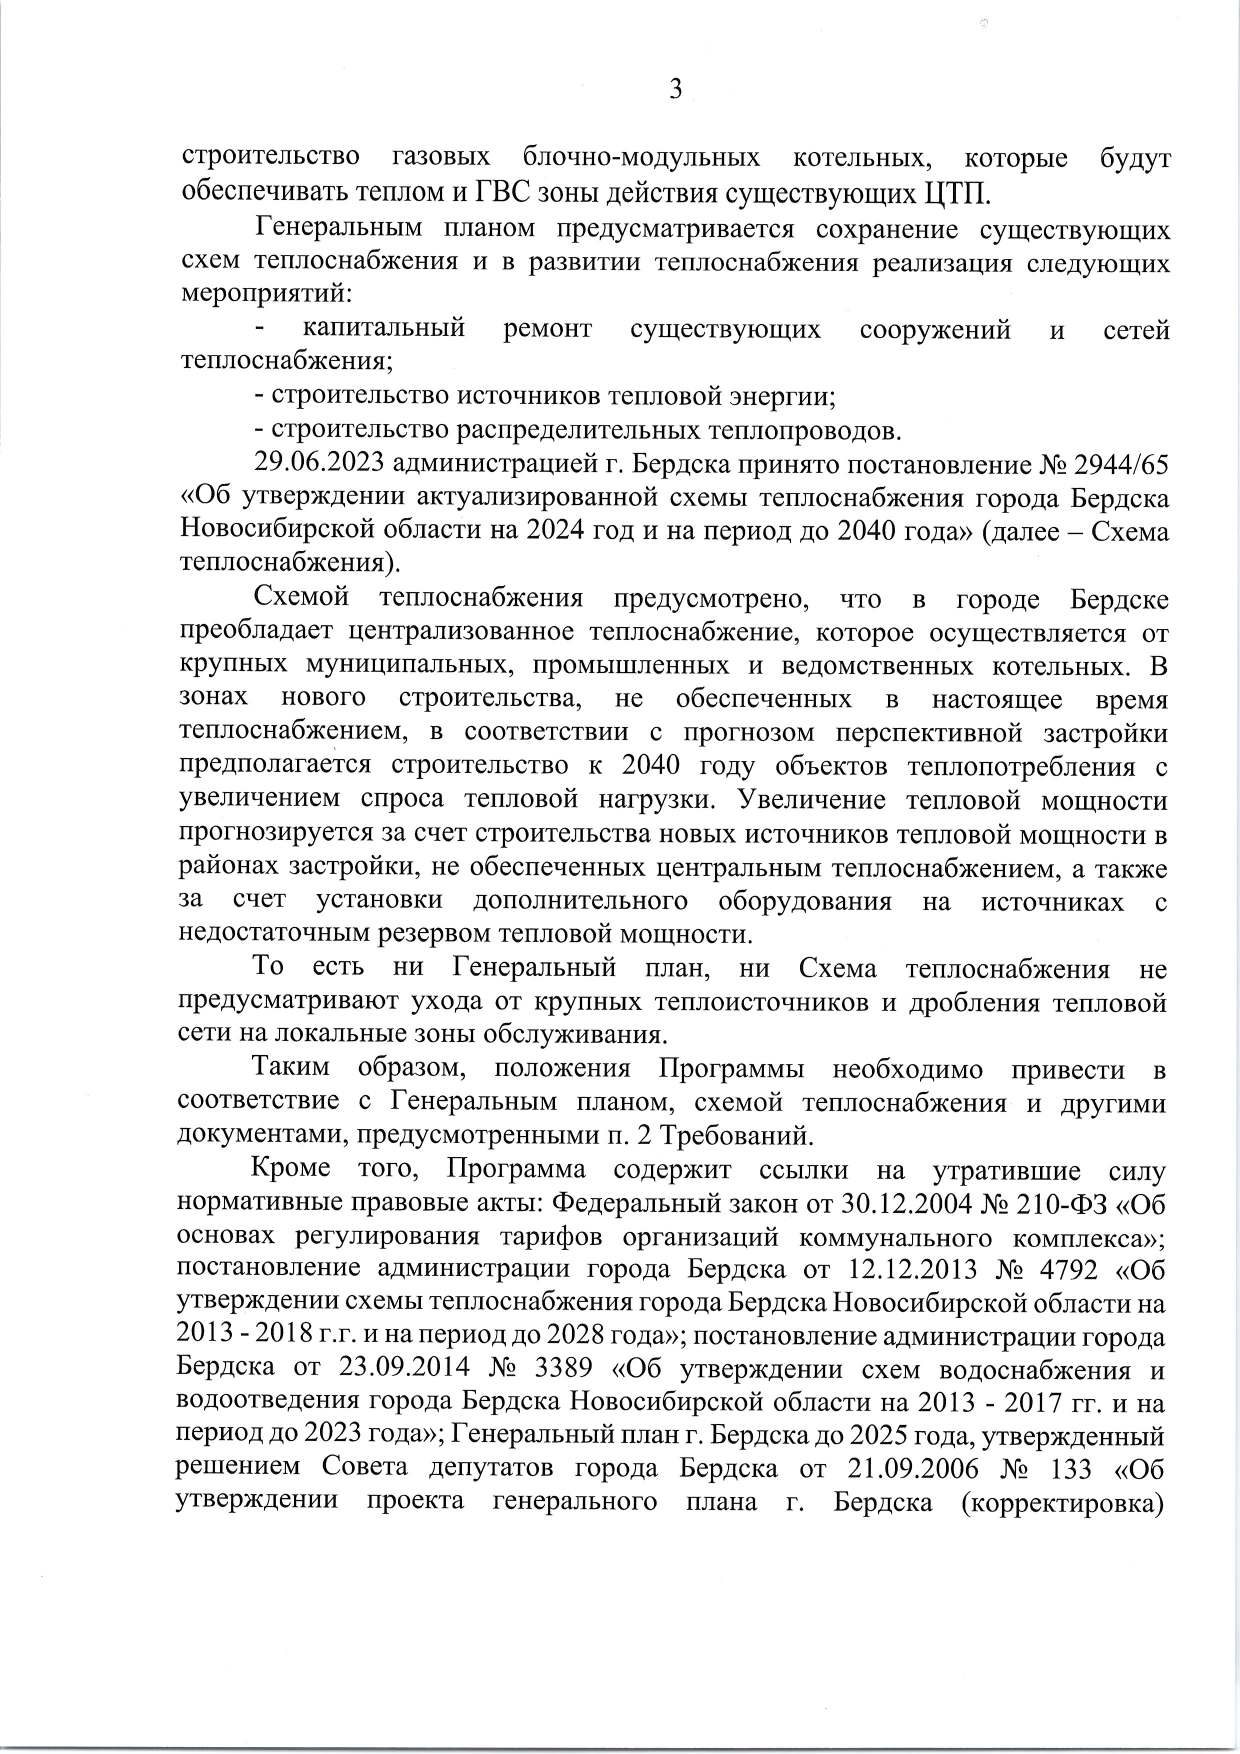 3
строительство газовых блочно-модульных котельных, которые будут
обеспечивать теплом и ГВС зоны действия существующих ЦТП.
Генеральным планом предусматривается сохранение существующих
схем теплоснабжения и в развитии теплоснабжения реализация следующих
мероприятий:
- капитальный ремонт существующих сооружений и сетей
теплоснабжения;
- строительство источников тепловой энергии;
- строительство распределительных теплопроводов.
29.06.2023 администрацией г. Бердска принято постановление № 2944/65
«Об утверждении актуализированной схемы теплоснабжения города Бердска
Новосибирской области на 2024 год и на период до 2040 года» (далее – Схема
теплоснабжения).
Схемой теплоснабжения предусмотрено, что в городе Бердске
преобладает централизованное теплоснабжение, которое осуществляется от
крупных муниципальных, промышленных и ведомственных котельных. В
зонах нового строительства, не обеспеченных в настоящее время
теплоснабжением, в соответствии с прогнозом перспективной застройки
предполагается строительство к 2040 году объектов теплопотребления с
увеличением спроса тепловой нагрузки. Увеличение тепловой мощности
прогнозируется за счет строительства новых источников тепловой мощности в
районах застройки, не обеспеченных центральным теплоснабжением, а также
за счет установки дополнительного оборудования на источниках с
недостаточным резервом тепловой мощности.
То есть ни Генеральный план, ни Схема теплоснабжения не
предусматривают ухода от крупных теплоисточников и дробления тепловой
сети на локальные зоны обслуживания.
Таким образом, положения Программы необходимо привести в
соответствие с Генеральным планом, схемой теплоснабжения и другими
документами, предусмотренными п. 2 Требований.
Кроме того, Программа содержит ссылки на утратившие силу
нормативные правовые акты: Федеральный закон от 30.12.2004 № 210-ФЗ «Об
основах регулирования тарифов организаций коммунального комплекса»;
постановление администрации города Бердска от 12.12.2013 № 4792 «Об
утверждении схемы теплоснабжения города Бердска Новосибирской области на
2013 - 2018 г.г. и на период до 2028 года»; постановление администрации города
Бердска от 23.09.2014 № 3389 «Об утверждении схем водоснабжения и
водоотведения города Бердска Новосибирской области на 2013 - 2017 гг. и на
период до 2023 года»; Генеральный план г. Бердска до 2025 года, утвержденный
решением Совета депутатов города Бердска от 21.09.2006 № 133 «Об
утверждении проекта генерального плана г. Бердска (корректировка)